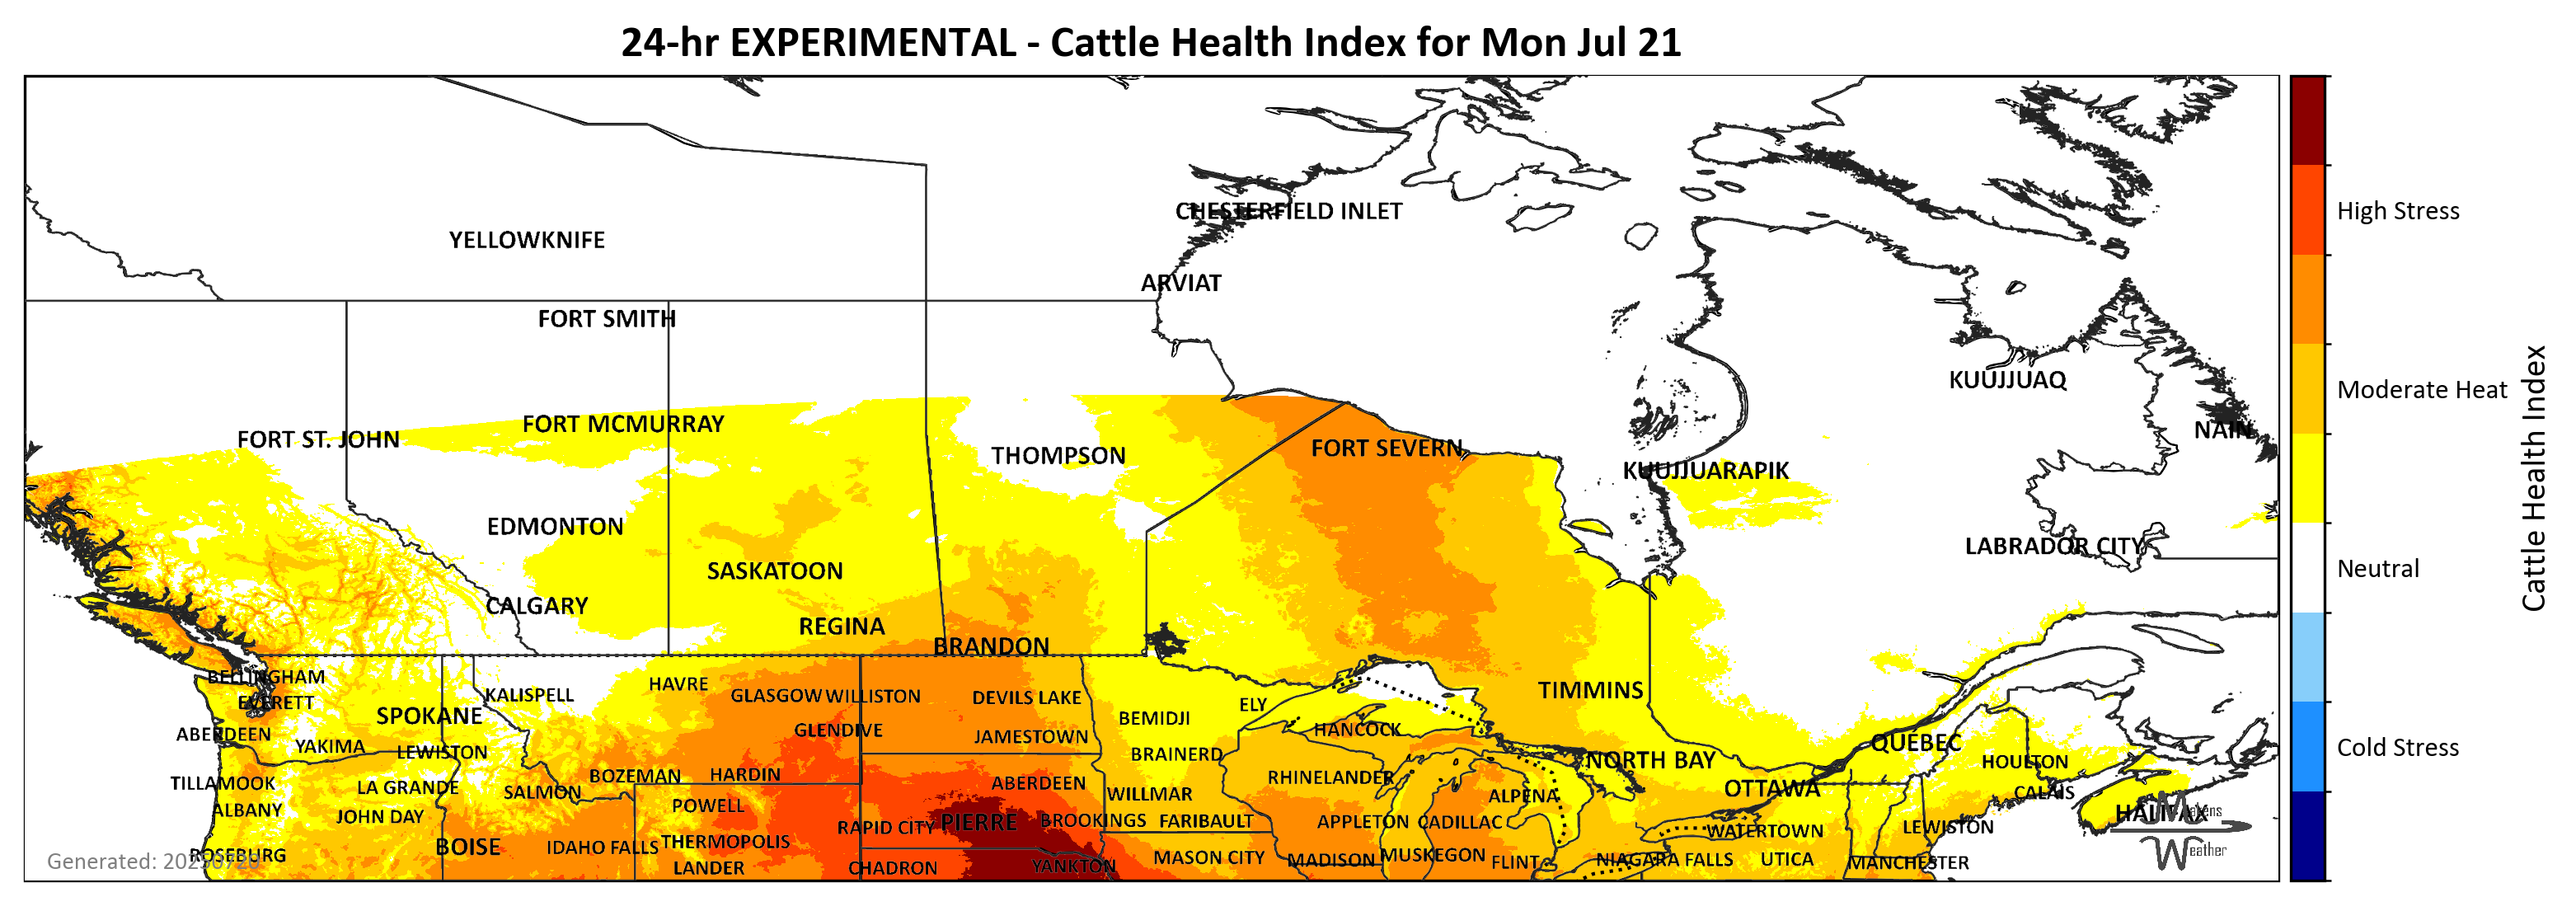 24-hr EXPERIMENTAL - Cattle Health Index for Mon Jul 21
CHESTERFIELD INLET
High Stress
YELLOWKNIFE
ARVIAT
FORT SMITH
KUUJJUAQ
Moderate Heat
FORT MCMURRAY
NAIN
FORT ST. JOHN
FORT SEVERN
THOMPSON
KUUJJUARAPIK
Cattle Health Index
EDMONTON
LABRADOR CITY
SASKATOON
Neutral
CALGARY
REGINA
BRANDON
BELLINGHAM
HAVRE
TIMMINS
KALISPELL
GLASGOW
WILLISTON
DEVILS LAKE
EVERETT
ELY
SPOKANE
BEMIDJI
GLENDIVE
HANCOCK
ABERDEEN
JAMESTOWN
QUEBEC
YAKIMA
LEWISTON
BRAINERD
Cold Stress
NORTH BAY
HOULTON
BOZEMAN
HARDIN
RHINELANDER
TILLAMOOK
LA GRANDE
SALMON
ABERDEEN
WILLMAR
ALPENA
OTTAWA
CALAIS
ALBANY
JOHN DAY
POWELL
HALIFAX
Makens
Weather
RAPID CITY
PIERRE
BROOKINGS
FARIBAULT
APPLETON
CADILLAC
WATERTOWN
LEWISTON
BOISE
IDAHO FALLS
THERMOPOLIS
ROSEBURG
Generated: 20250720
LANDER
CHADRON
YANKTON
MASON CITY
MADISON
MUSKEGON
FLINT
NIAGARA FALLS
UTICA
MANCHESTER